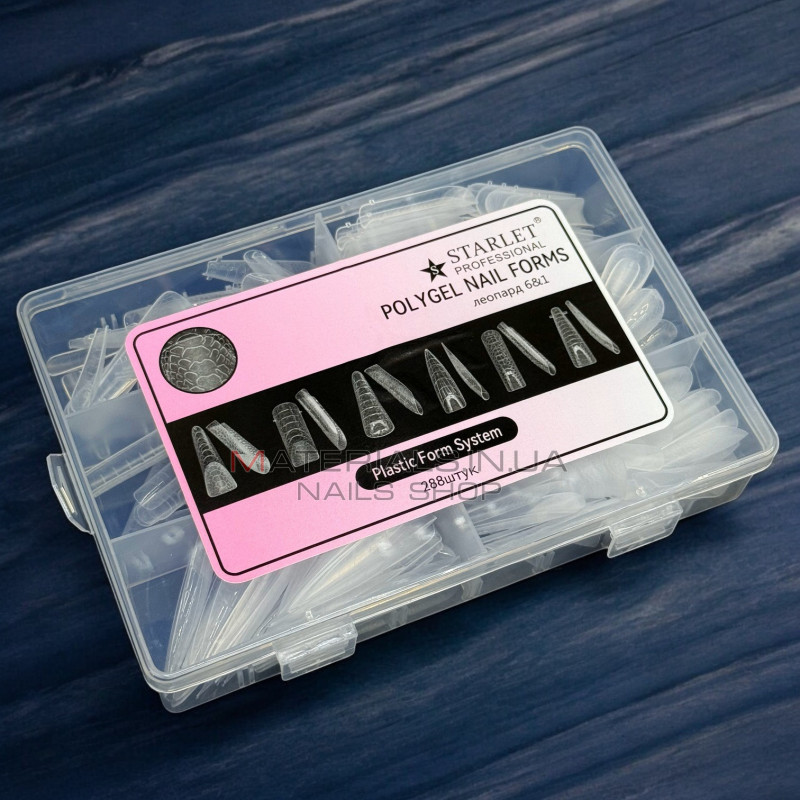 STARLET®
PROFESSIONAL
POLYGEL NAIL FORMS
леопард 6&1
Plastic Form System
288штук
MATERIALS.IN.UA
NAILS SHOP